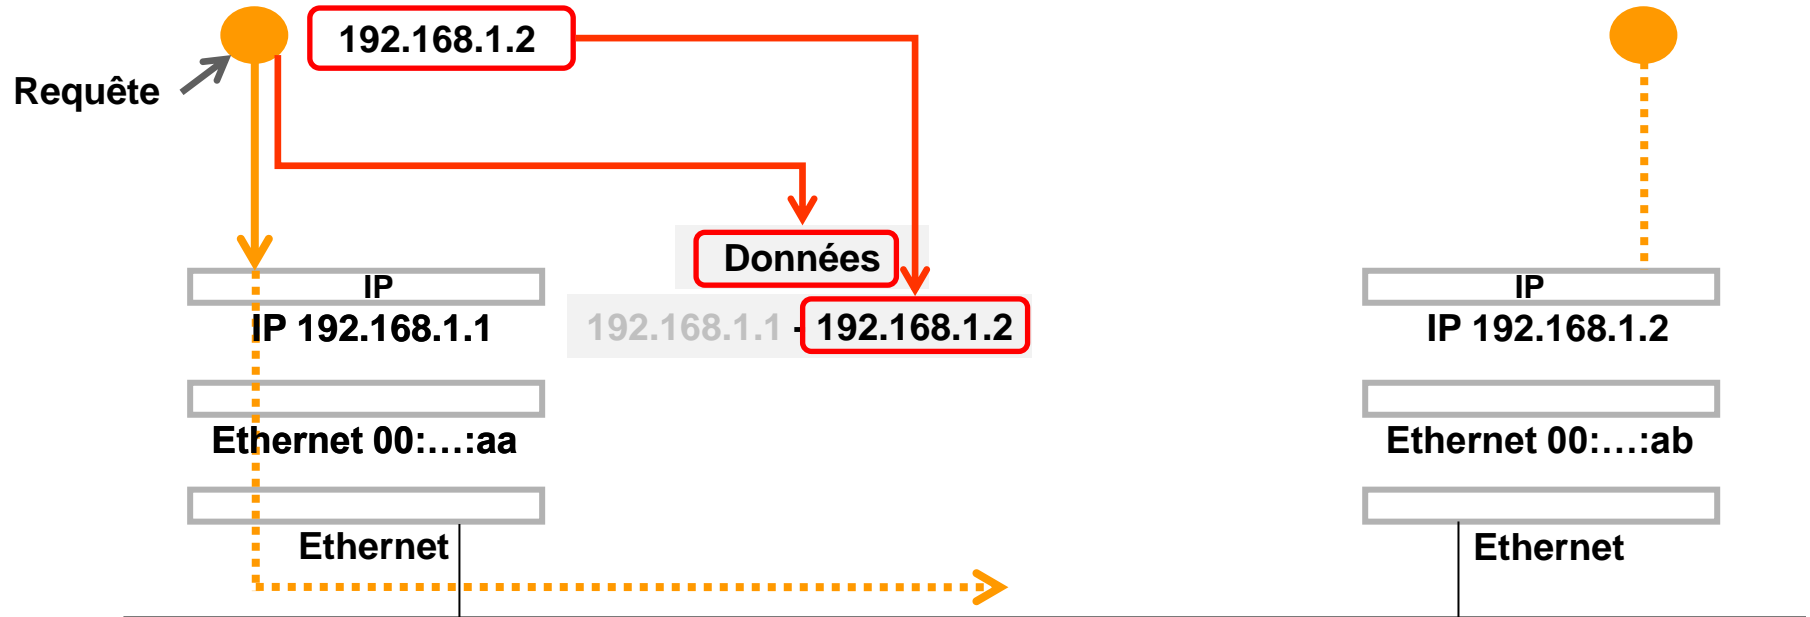 192.168.1.2
Requête
Données
IP
IP 192.168.1.1
192.168.1.1 - 192.168.1.2
IP
IP 192.168.1.2
Ethernet 00:…:aa
Ethernet 00:…:ab
Ethernet
Ethernet